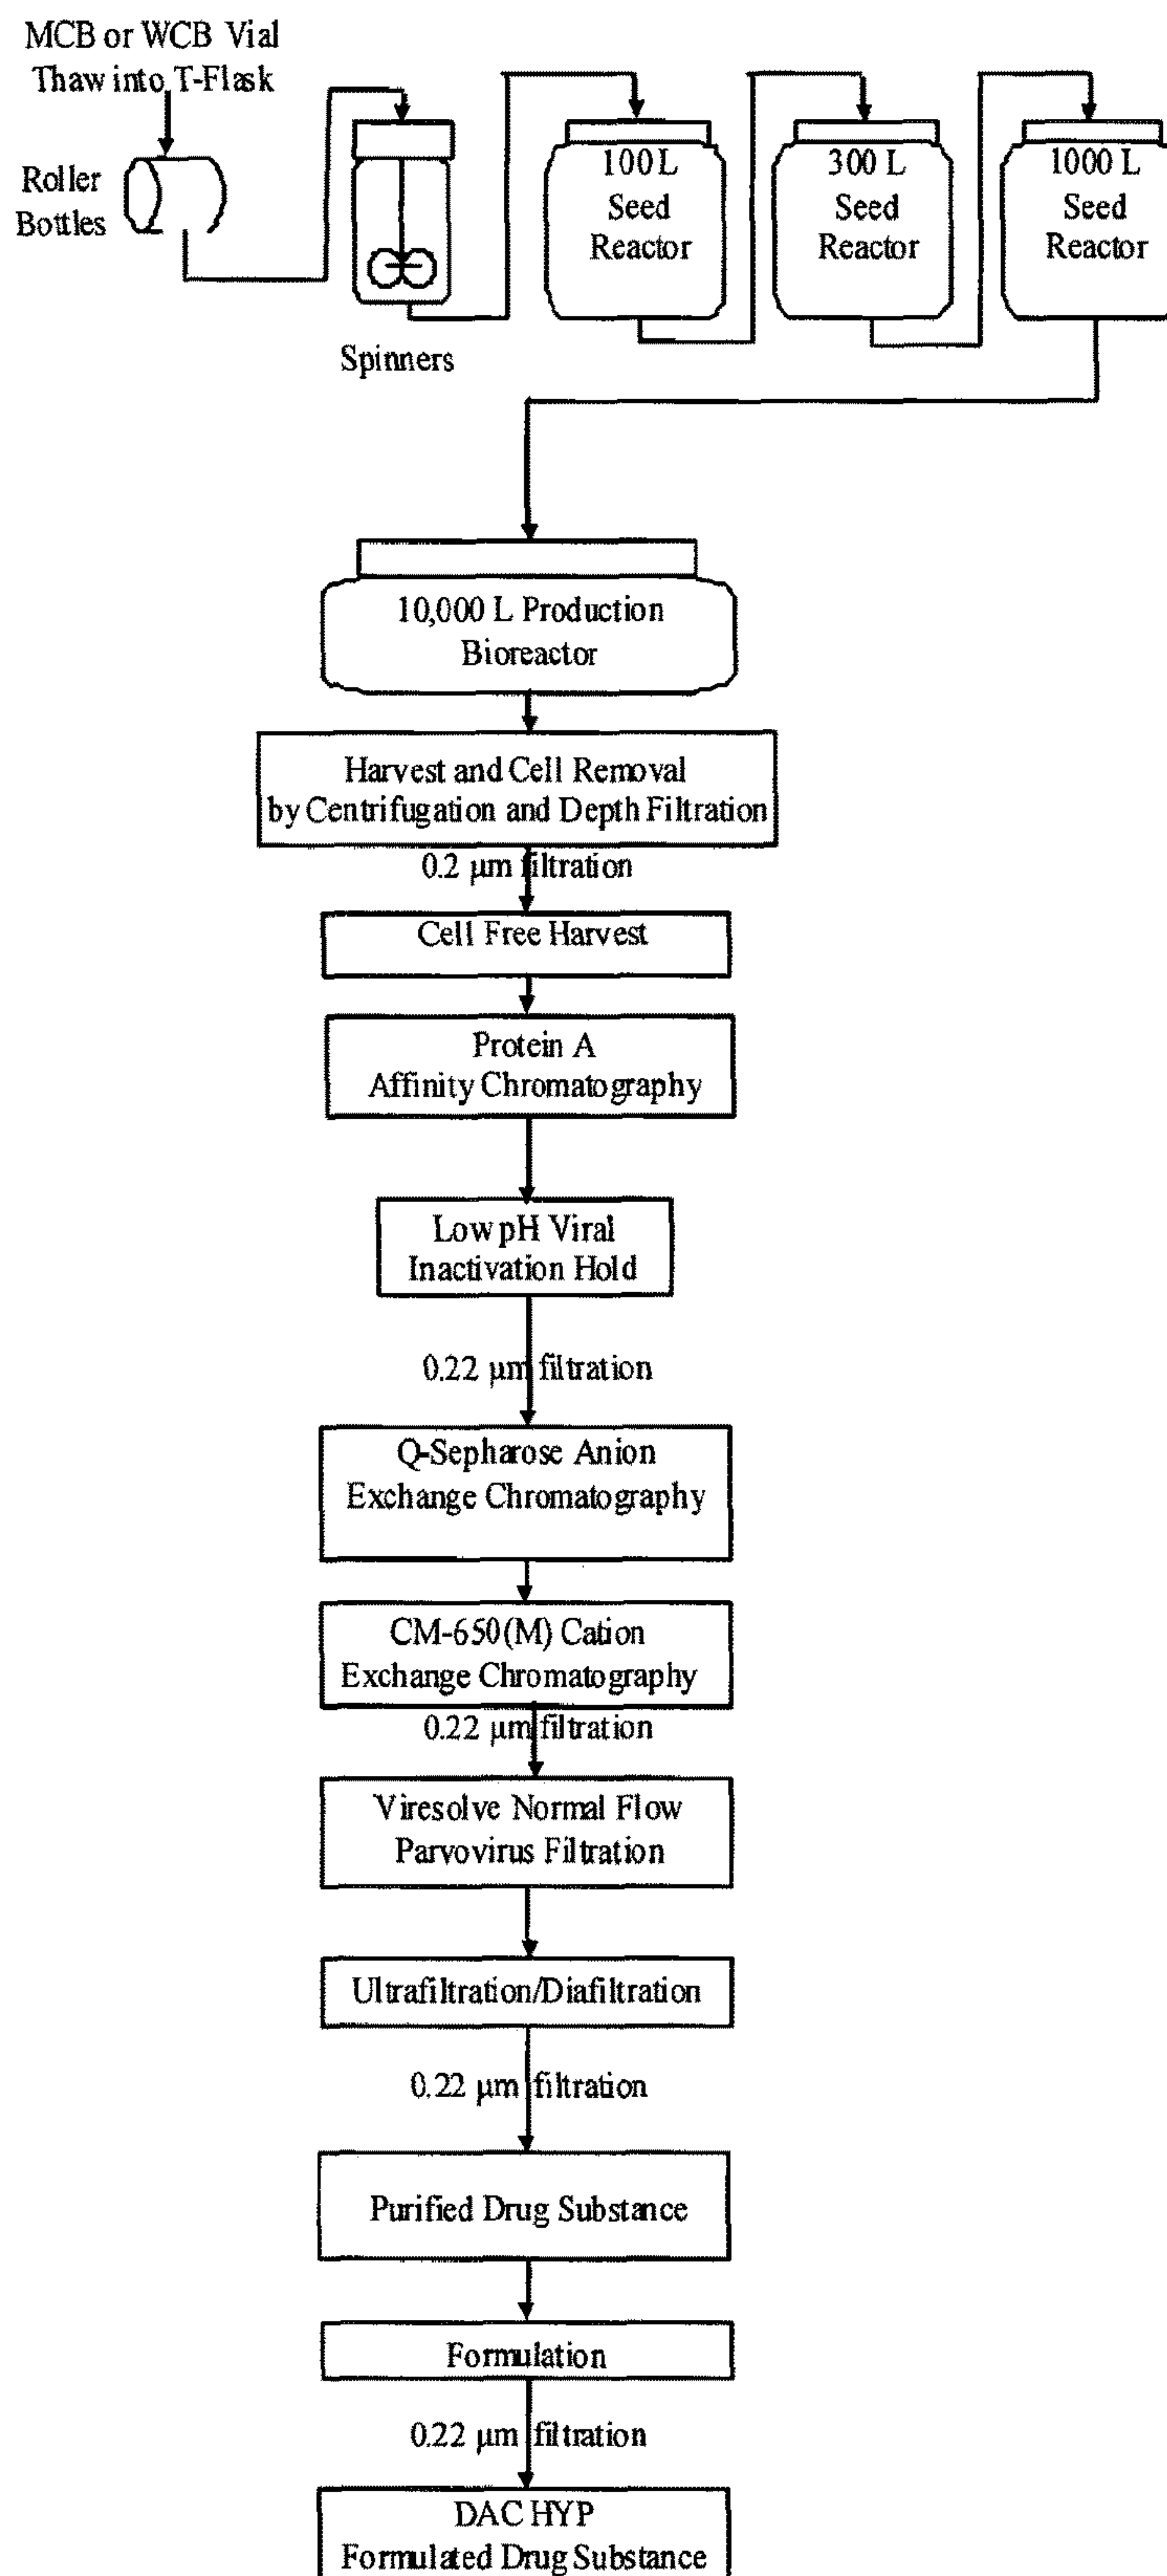 MCB or WCB Vial
Thaw into T-Flask
Roller
Bottles
Spinners
100 L
Seed
Reactor
300 L
Seed
Reactor
1000 L
Seed
Reactor
10,000 L Production
Bioreactor
Harvest and Cell Removal
by Centrifugation and Depth Filtration
0.2 µm filtration
Cell Free Harvest
Protein A
Affinity Chromatography
Low pH Viral
Inactivation Hold
0.22 µm filtration
Q-Sepharose Anion
Exchange Chromatography
CM-650(M) Cation
Exchange Chromatography
0.22 µm filtration
Viresolve Normal Flow
Parvovirus Filtration
Ultrafiltration/Diafiltration
0.22 µm filtration
Purified Drug Substance
Formulation
0.22 µm filtration
DAC HYP
Formulated Drug Substance